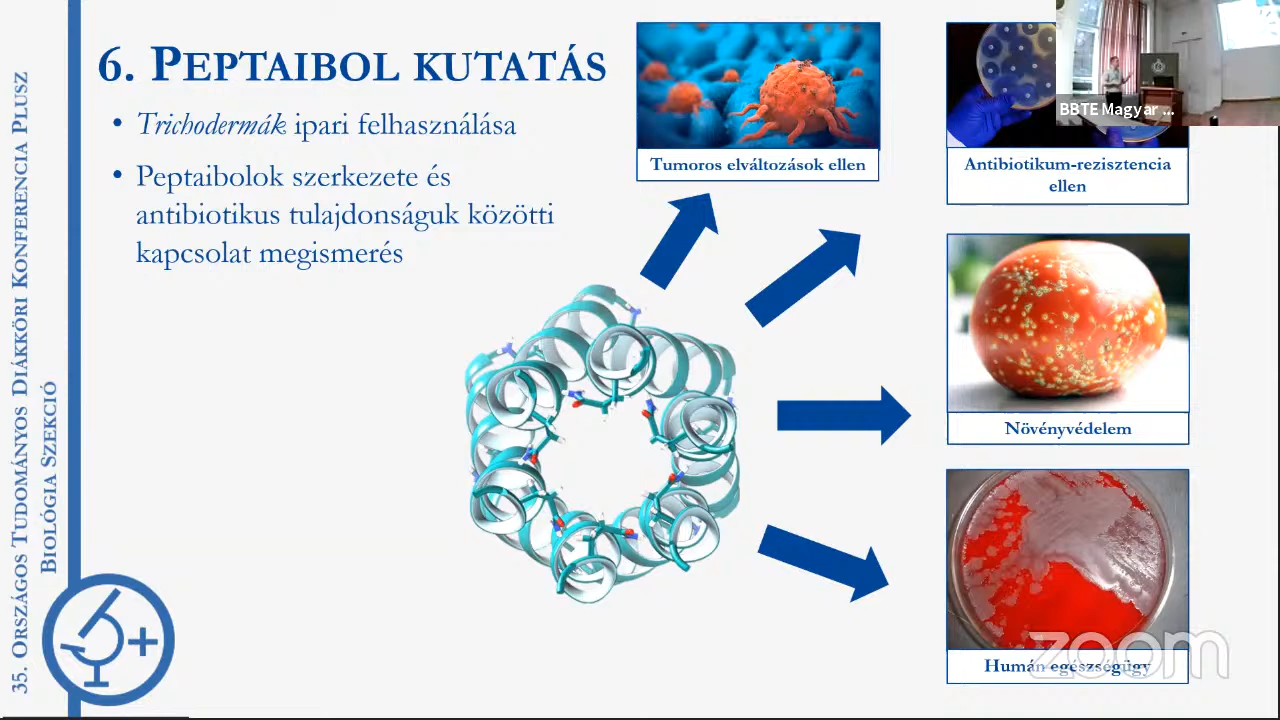 35. Országos Tudományos Diákköri Konferencia Plusz
Biológia Szekció
6. Peptaibol kutatás
• Trichodermák ipari felhasználása
• Peptaibolok szerkezete és
antibiotikus tulajdonságuk közötti
kapcsolat megismerés
Tumoros elváltozások ellen
BBTE Magyar ...
Antibiotikum-rezisztencia
ellen
Növényvédelem
Humán egészségügy
zoom